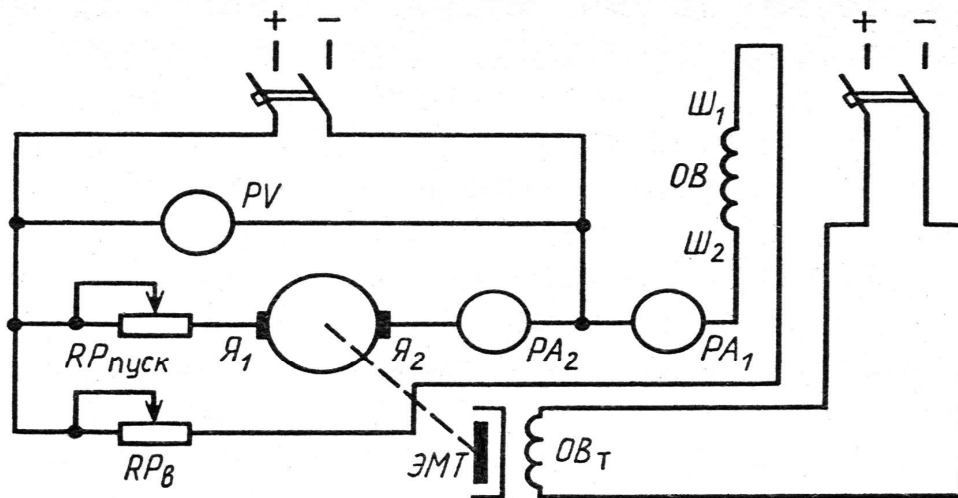 + − + −
Ш₁
PV
ОВ
Ш₂
RPпуск Я₁ Я₂ PA₂ PA₁
RPв ЭМТ ОВт